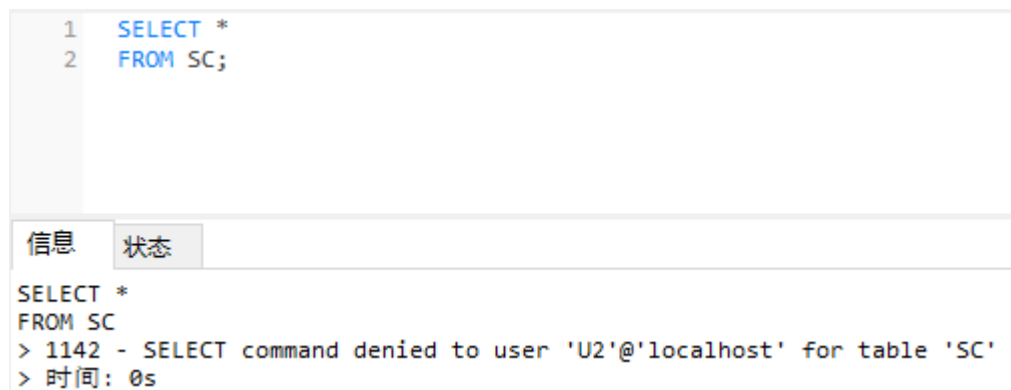 1 SELECT *
2 FROM SC;
信息 状态
SELECT *
FROM SC
> 1142 - SELECT command denied to user 'U2'@'localhost' for table 'SC'
> 时间: 0s